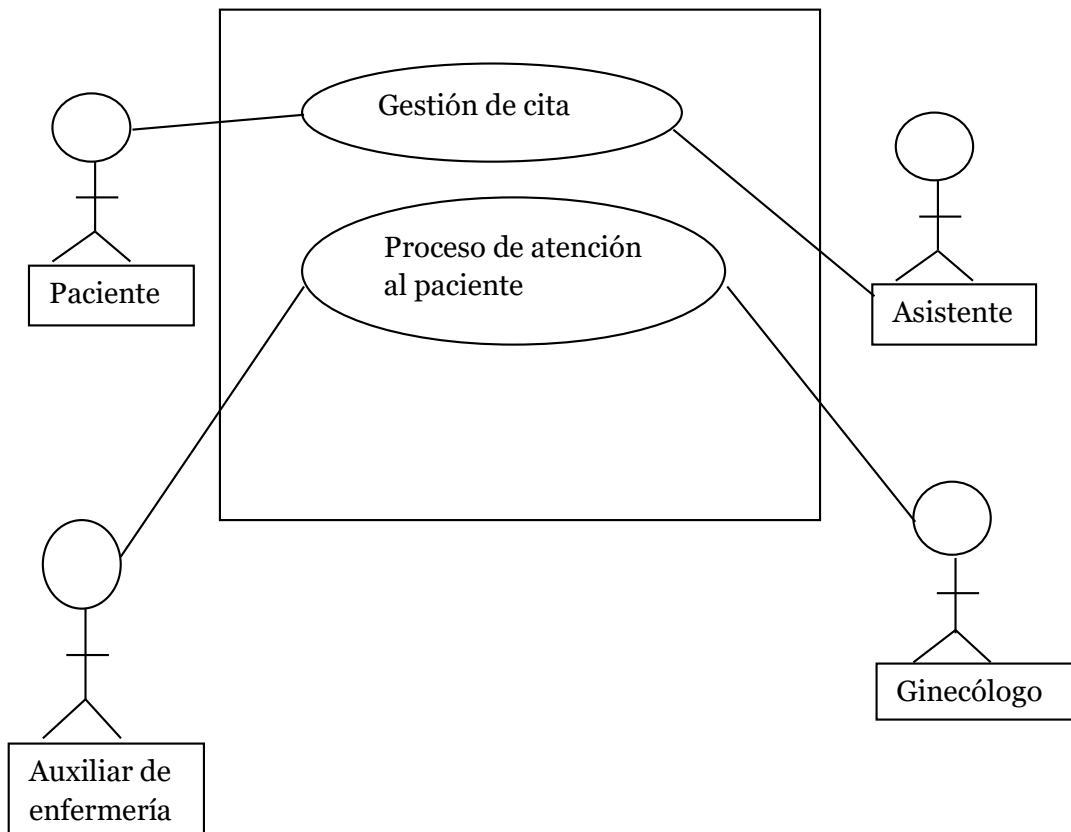 Gestión de cita
Proceso de atención
al paciente
Paciente
Asistente
Ginecólogo
Auxiliar de
enfermería